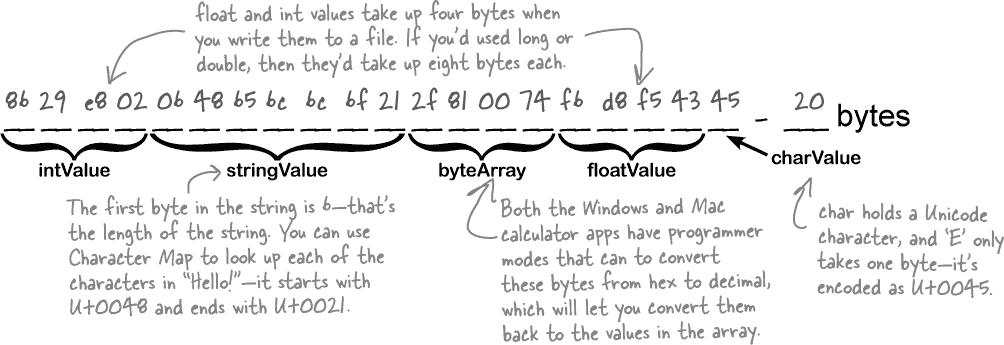 float and int values take up four bytes when
you write them to a file. If you'd used long or
double, then they'd take up eight bytes each.
86 29 e8 02 06 48 65 6c 6c 6f 21 2f 81 00 74 f6 d8 f5 43 45 - 20 bytes
intValue stringValue byteArray floatValue charValue
The first byte in the string is 6—that's
the length of the string. You can use
Character Map to look up each of the
characters in "Hello!"—it starts with
U+0048 and ends with U+0021.
Both the Windows and Mac
calculator apps have programmer
modes that can to convert
these bytes from hex to decimal,
which will let you convert them
back to the values in the array.
char holds a Unicode
character, and 'E' only
takes one byte—it's
encoded as U+0045.